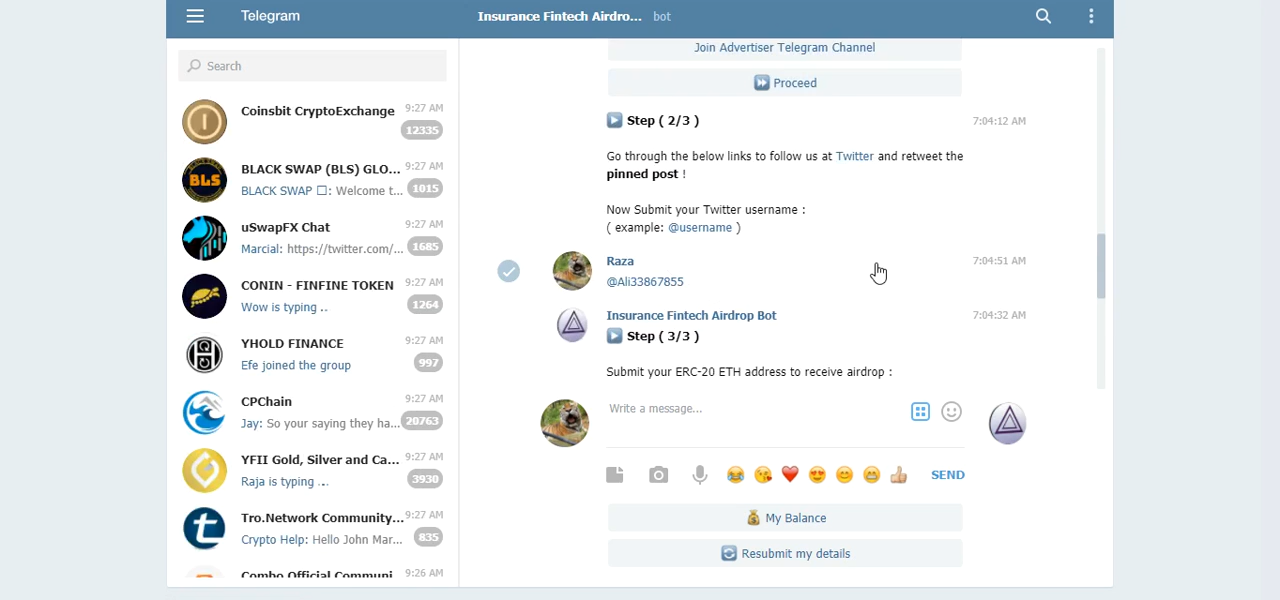 Telegram
Insurance Fintech Airdro... bot
Search
Coinsbit CryptoExchange 9:27 AM
12335
BLACK SWAP (BLS) GLO... 9:27 AM
BLACK SWAP □: Welcome t... 1015
uSwapFX Chat 9:27 AM
Marcial: https://twitter.com/... 1685
CONIN - FINFINE TOKEN 9:27 AM
Wow is typing .. 1264
YHOLD FINANCE 9:27 AM
Efe joined the group 997
CPChain 9:27 AM
Jay: So your saying they ha... 20763
YFII Gold, Silver and Ca... 9:27 AM
Raja is typing ... 3930
Tro.Network Community... 9:27 AM
Crypto Help: Hello John Mar... 835
Combo Official Communi... 9:26 AM
Join Advertiser Telegram Channel
Proceed
Step ( 2/3 ) 7:04:12 AM
Go through the below links to follow us at Twitter and retweet the
pinned post !
Now Submit your Twitter username :
( example: @username )
Raza 7:04:51 AM
@Ali33867855
Insurance Fintech Airdrop Bot 7:04:32 AM
Step ( 3/3 )
Submit your ERC-20 ETH address to receive airdrop :
Write a message...
SEND
My Balance
Resubmit my details
BLS